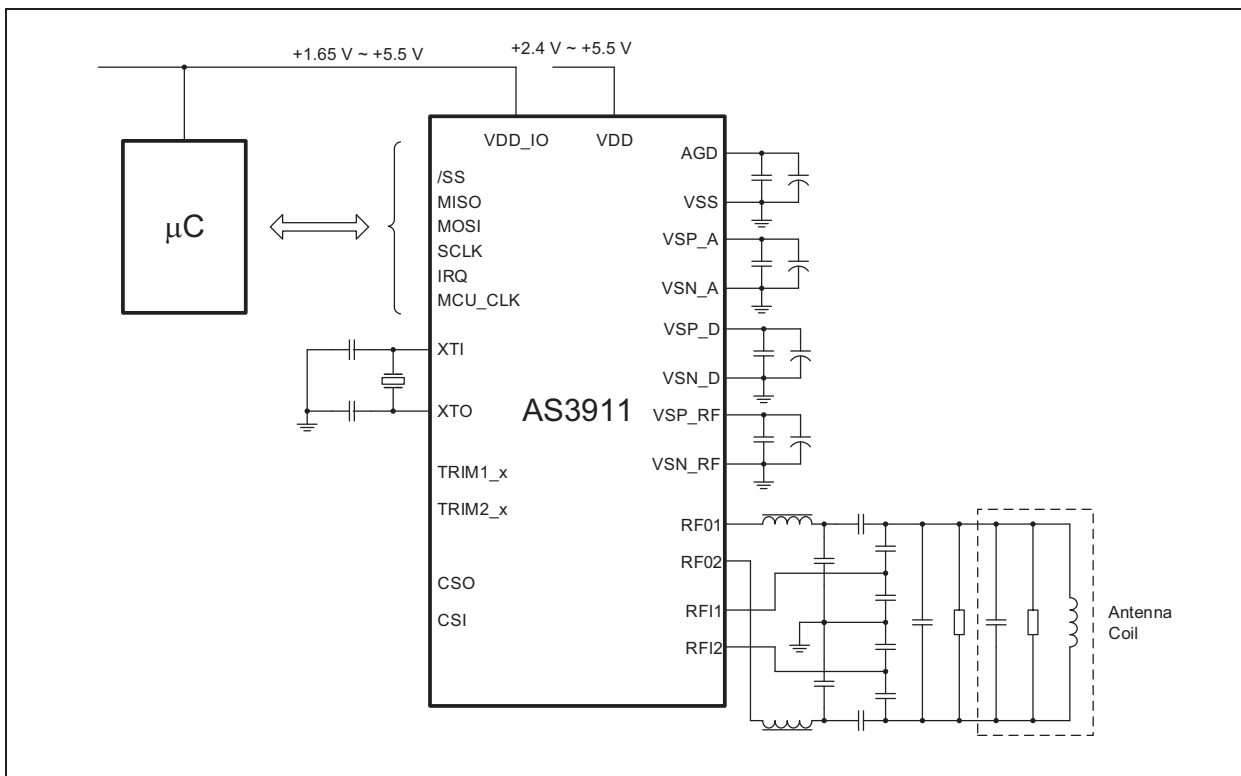 +1.65 V ~ +5.5 V
+2.4 V ~ +5.5 V
VDD_IO
VDD
μC
/SS
MISO
MOSI
SCLK
IRQ
MCU_CLK
XTI
XTO
TRIM1_x
TRIM2_x
CSO
CSI
AS3911
AGD
VSS
VSP_A
VSN_A
VSP_D
VSN_D
VSP_RF
VSN_RF
RF01
RF02
RFI1
RFI2
Antenna
Coil